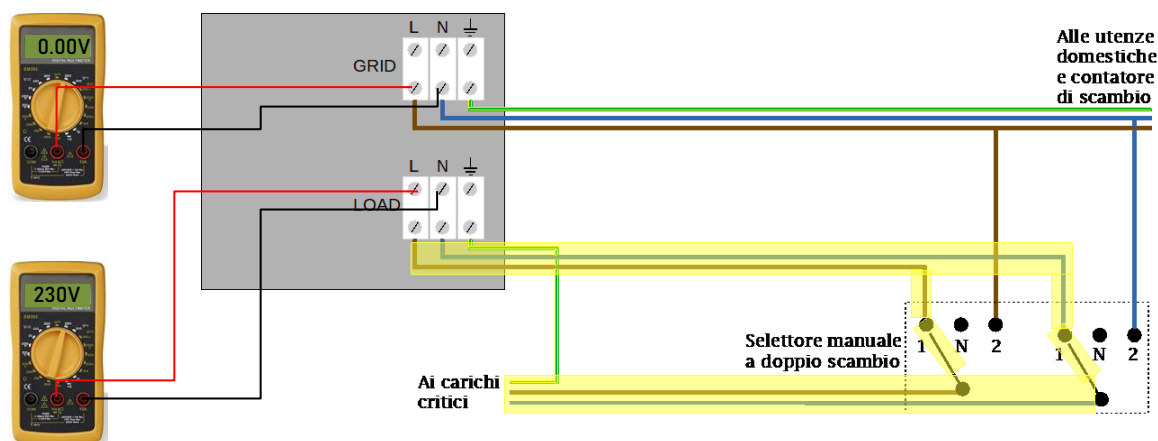 0.00V
L N
GRID
Alle utenze
domestiche
e contatore
di scambio
L N
LOAD
230V
Selettore manuale
a doppio scambio
1 N 2
1 N 2
Ai carichi
critici